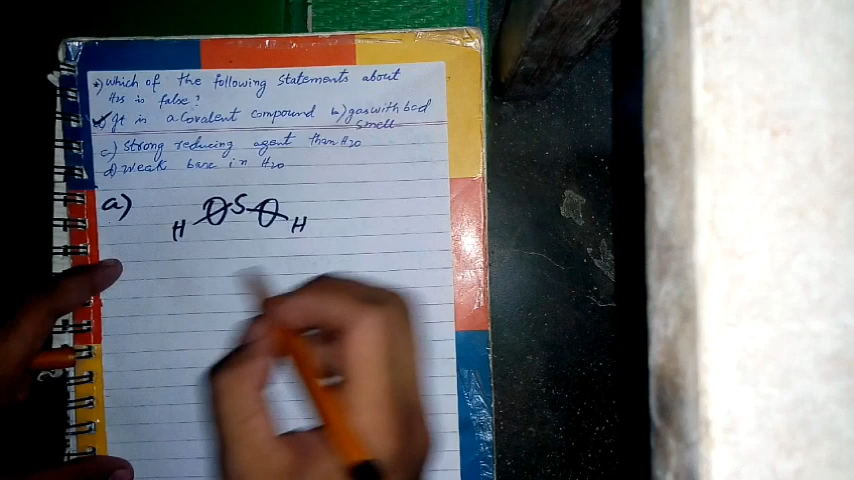 *) Which of the following statements about
H2S is false?
a) It is a Covalent compound b) gas with bad
smell
c) strong reducing agent than H2O
d) weak base in H2O
a)
S
H H